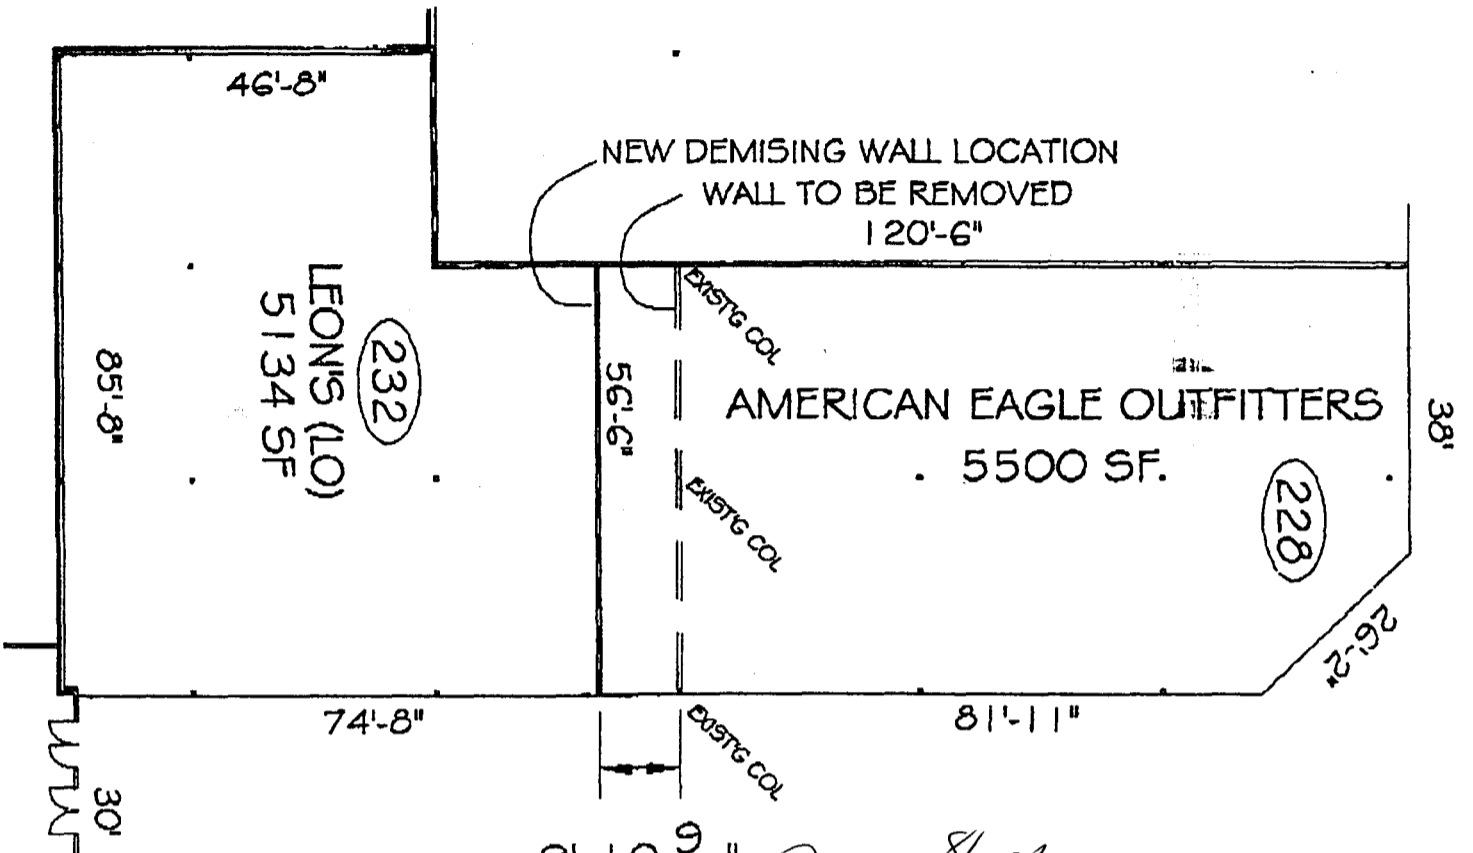 46'-8"
NEW DEMISING WALL LOCATION
WALL TO BE REMOVED
120'-6"
EXIST'G COL
LEON'S (LO)
5134 SF
232
85'-8"
56'-6"
AMERICAN EAGLE OUTFITTERS
5500 SF.
38'
228
EXIST'G COL
26'-2"
74'-8"
EXIST'G COL
81'-11"
30'